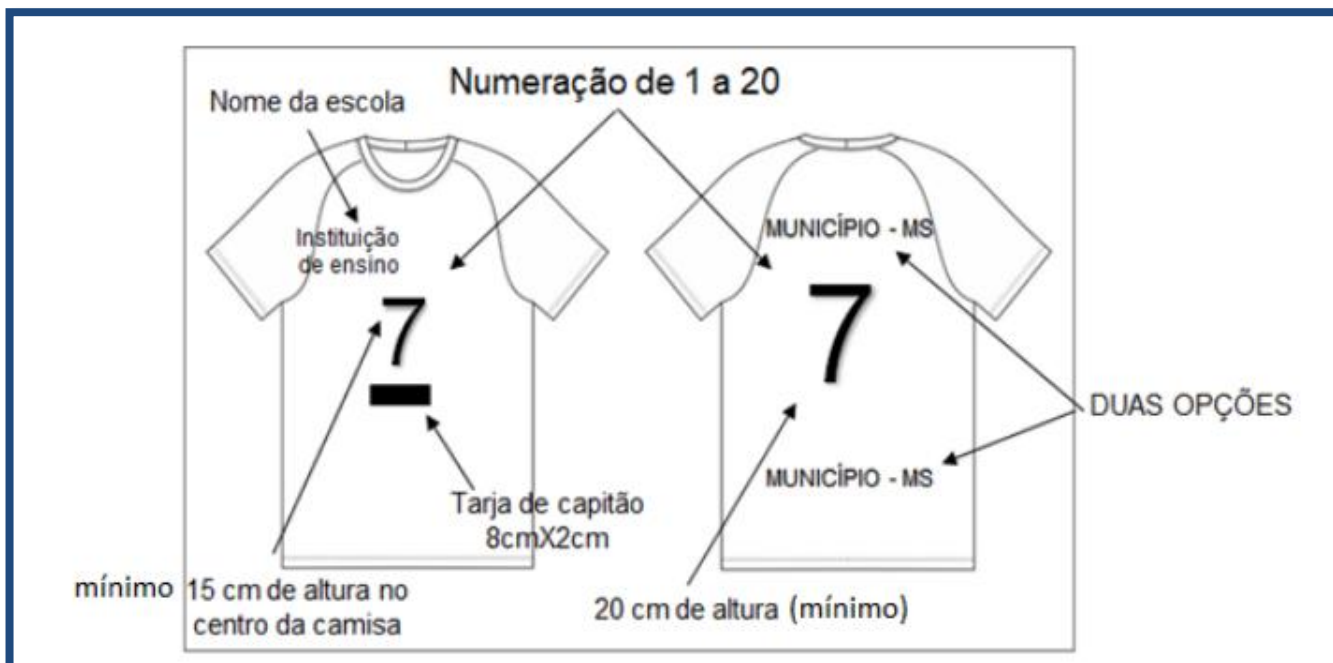 Numeração de 1 a 20
Nome da escola
Instituição
de ensino
MUNICÍPIO - MS
7
7
DUAS OPÇÕES
MUNICÍPIO - MS
Tarja de capitão
8cmX2cm
mínimo 15 cm de altura no
centro da camisa
20 cm de altura (mínimo)